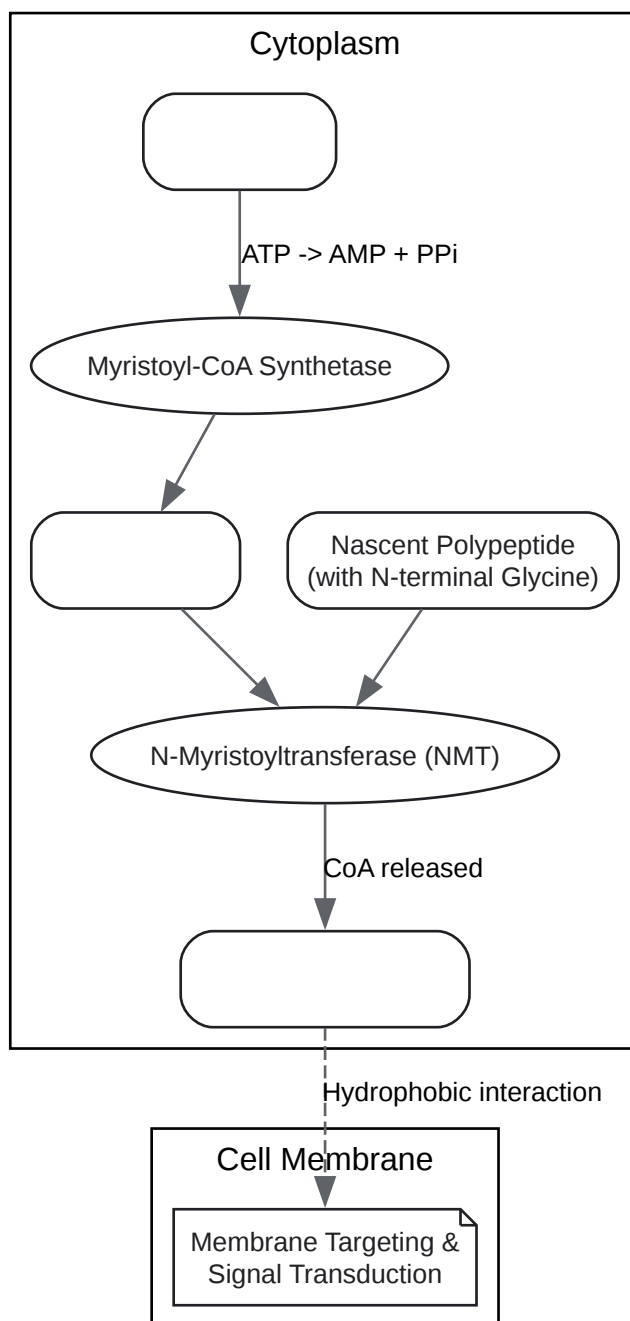 Cytoplasm
ATP -> AMP + PPi
Myristoyl-CoA Synthetase
Nascent Polypeptide
(with N-terminal Glycine)
N-Myristoyltransferase (NMT)
CoA released
Hydrophobic interaction
Cell Membrane
Membrane Targeting &
Signal Transduction